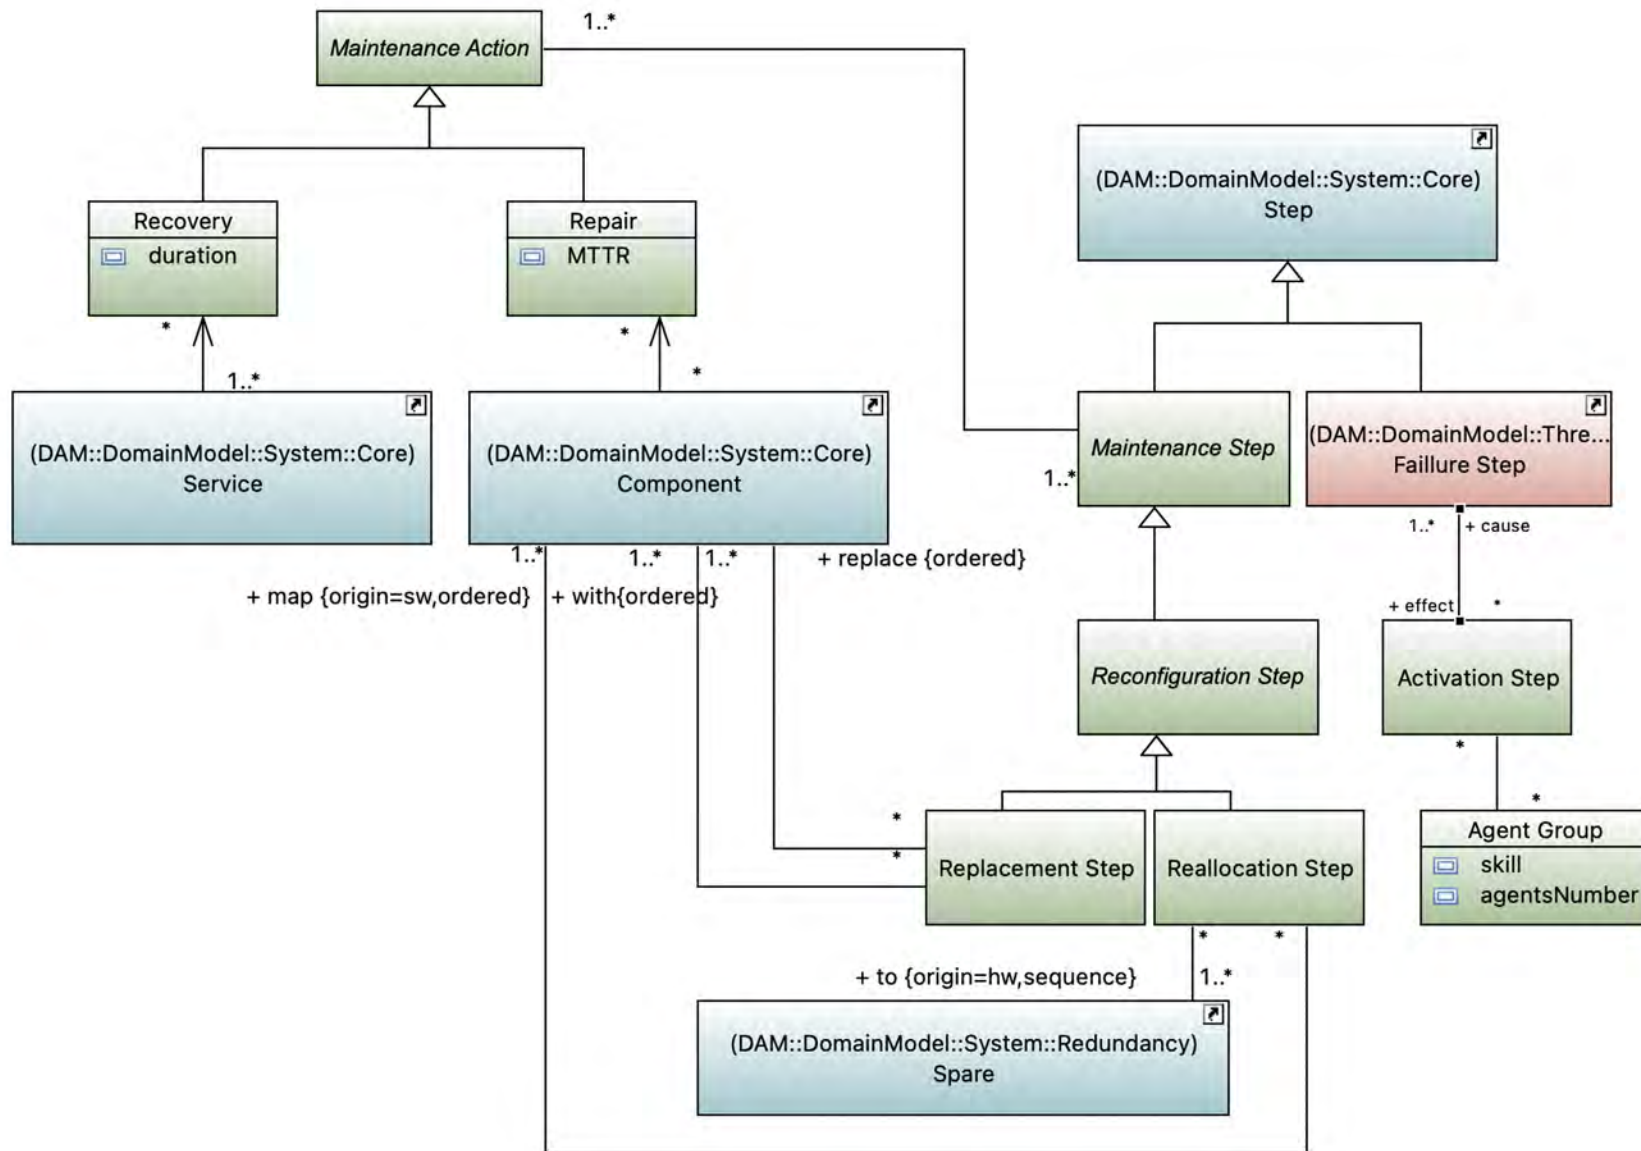 1..*
Maintenance Action
(DAM::DomainModel::System::Core)
Step
Recovery
duration
Repair
MTTR
*
*
1..*
*
(DAM::DomainModel::System::Core)
Service
(DAM::DomainModel::System::Core)
Component
Maintenance Step
1..*
(DAM::DomainModel::Thre...
Faillure Step
1..*
+ cause
1..*
1..*
1..*
+ replace {ordered}
+ map {origin=sw,ordered}
+ with{ordered}
+ effect
*
Reconfiguration Step
Activation Step
*
*
*
*
Replacement Step
Reallocation Step
Agent Group
skill
agentsNumber
*
*
+ to {origin=hw,sequence}
1..*
(DAM::DomainModel::System::Redundancy)
Spare